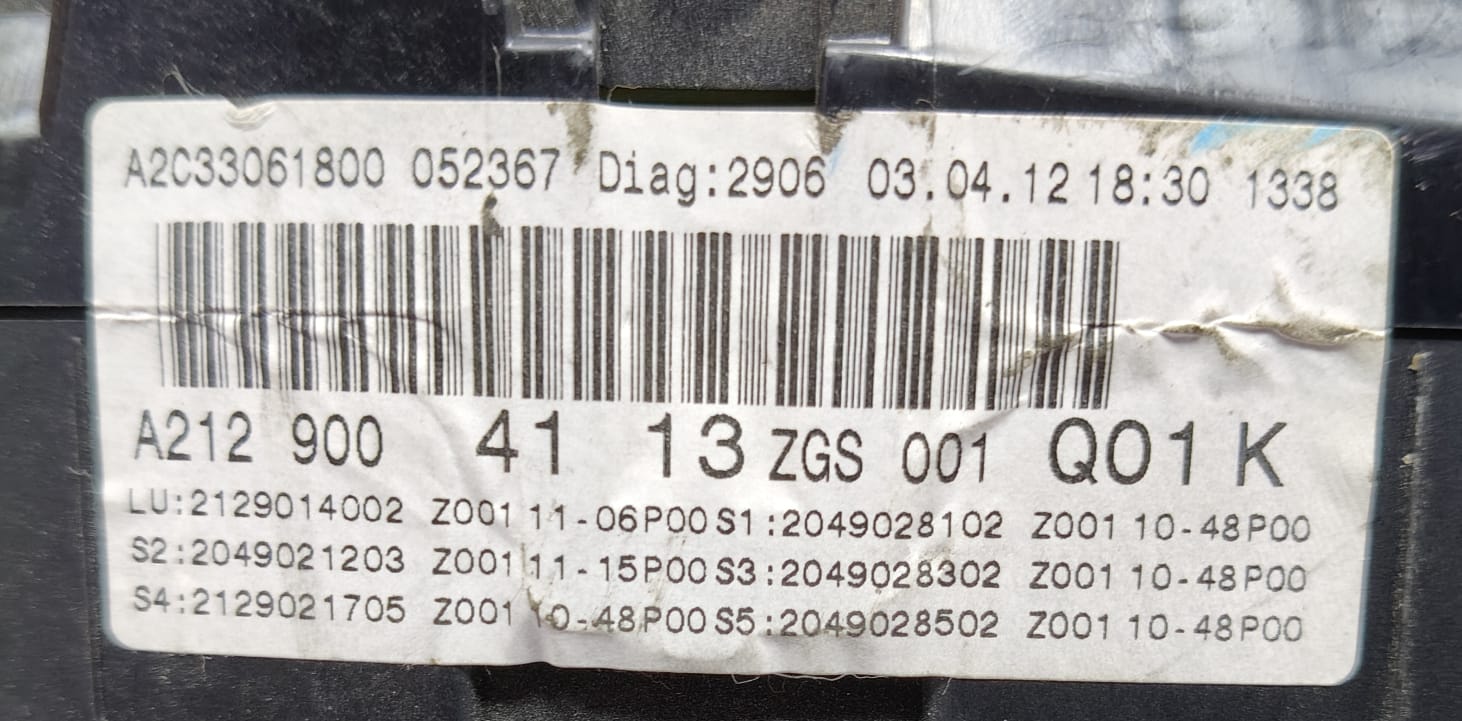 A2C33061800 052367 Diag:2906 03.04.12 18:30 1338
A212 900 41 13 ZGS 001 Q01 K
LU:2129014002 Z001 11-06P00 S1:2049028102 Z001 10-48P00
S2:2049021203 Z001 11-15P00 S3:2049028302 Z001 10-48P00
S4:2129021705 Z001 10-48P00 S5:2049028502 Z001 10-48P00